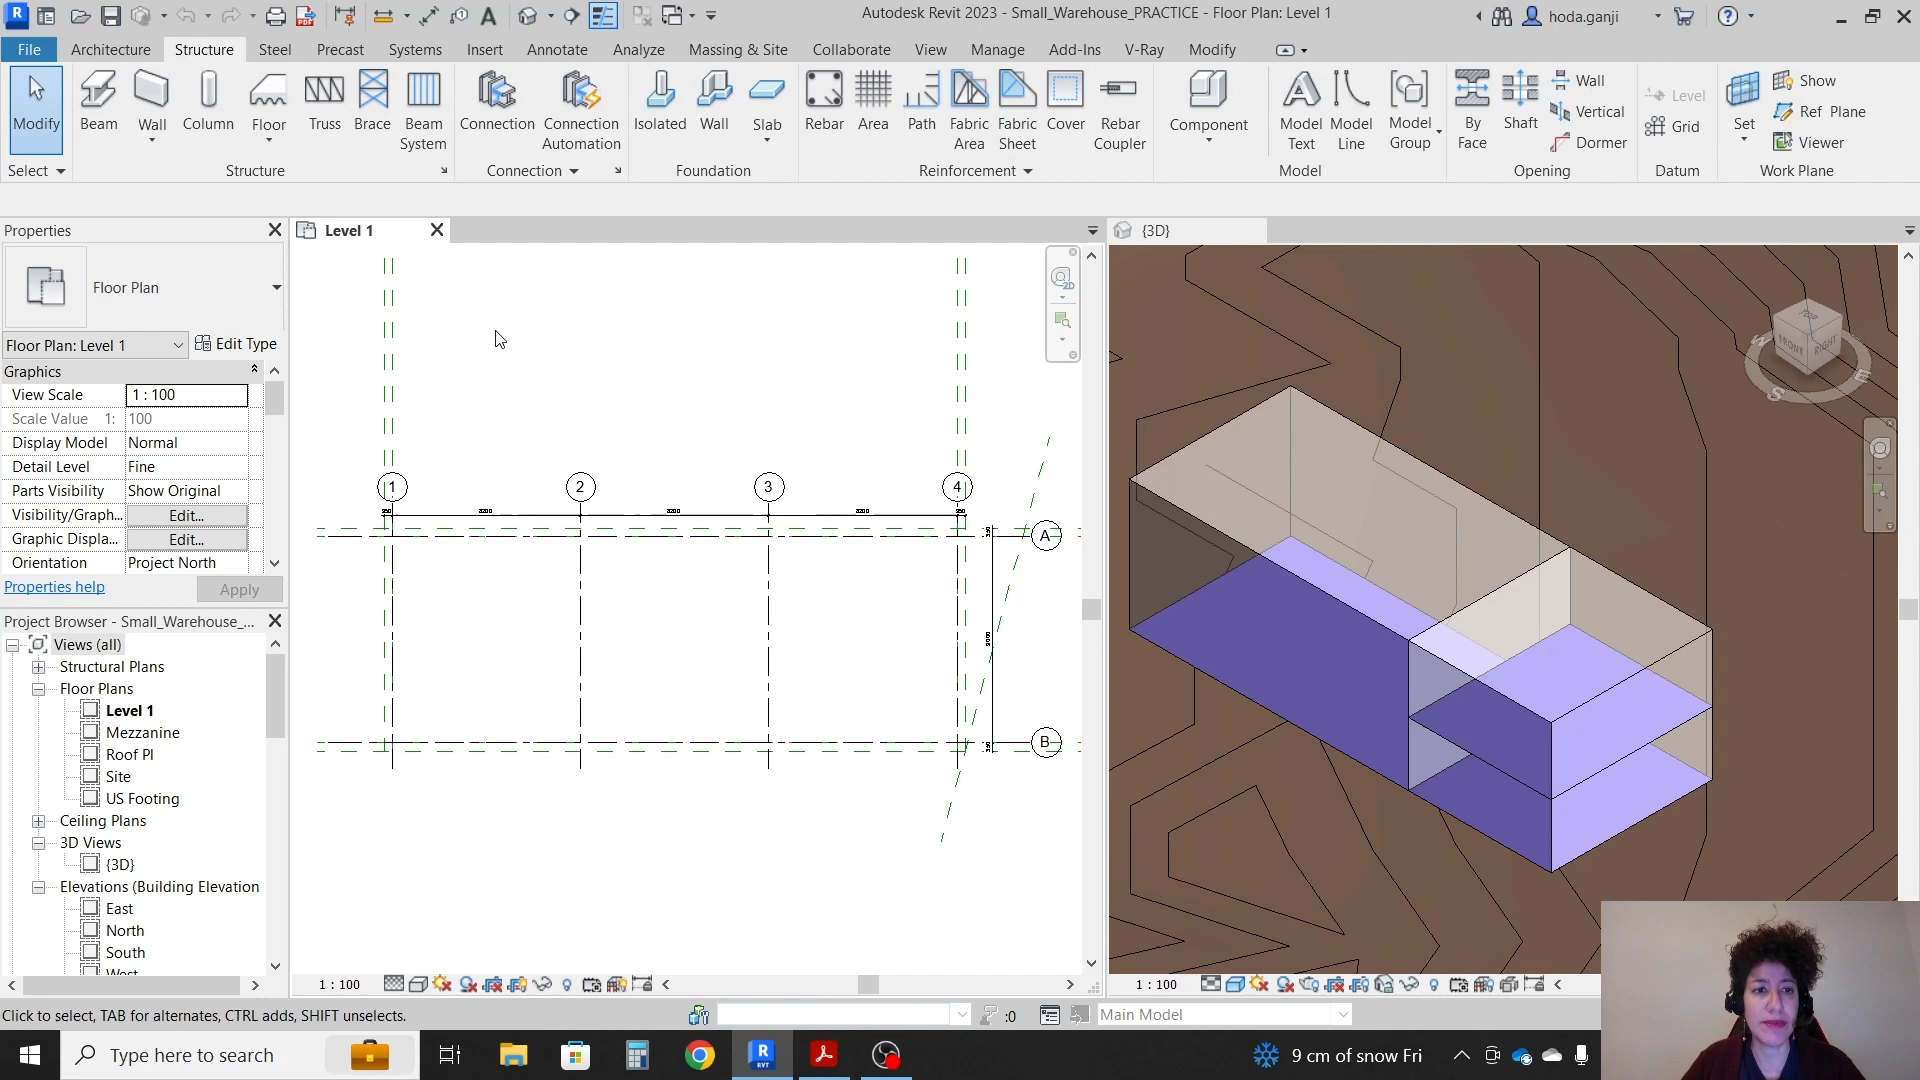 Autodesk Revit 2023 - Small_Warehouse_PRACTICE - Floor Plan: Level 1
hoda.ganji
File Architecture Structure Steel Precast Systems Insert Annotate Analyze Massing & Site Collaborate View Manage Add-Ins V-Ray Modify
Modify
Beam
Wall
Column
Floor
Truss
Brace
Beam
System
Connection
Connection
Automation
Isolated
Wall
Slab
Rebar
Area
Path
Fabric
Area
Fabric
Sheet
Cover
Rebar
Coupler
Component
Model
Text
Model
Line
Model
Group
By
Face
Shaft
Wall
Vertical
Dormer
Level
Grid
Set
Show
Ref Plane
Viewer
Select
Structure
Connection
Foundation
Reinforcement
Model
Opening
Datum
Work Plane
Properties
Floor Plan
Floor Plan: Level 1 Edit Type
Graphics
View Scale 1 : 100
Scale Value 1: 100
Display Model Normal
Detail Level Fine
Parts Visibility Show Original
Visibility/Graph... Edit...
Graphic Displa... Edit...
Orientation Project North
Properties help Apply
Project Browser - Small_Warehouse_...
Views (all)
Structural Plans
Floor Plans
Level 1
Mezzanine
Roof Pl
Site
US Footing
Ceiling Plans
3D Views
{3D}
Elevations (Building Elevation
East
North
South
West
Level 1
2D
1
2
3
4
A
B
1 : 100
{3D}
TOP
FRONT
RIGHT
W
S
E
1 : 100
Click to select, TAB for alternates, CTRL adds, SHIFT unselects.
:0
Main Model
Type here to search
R
RVT
9 cm of snow Fri